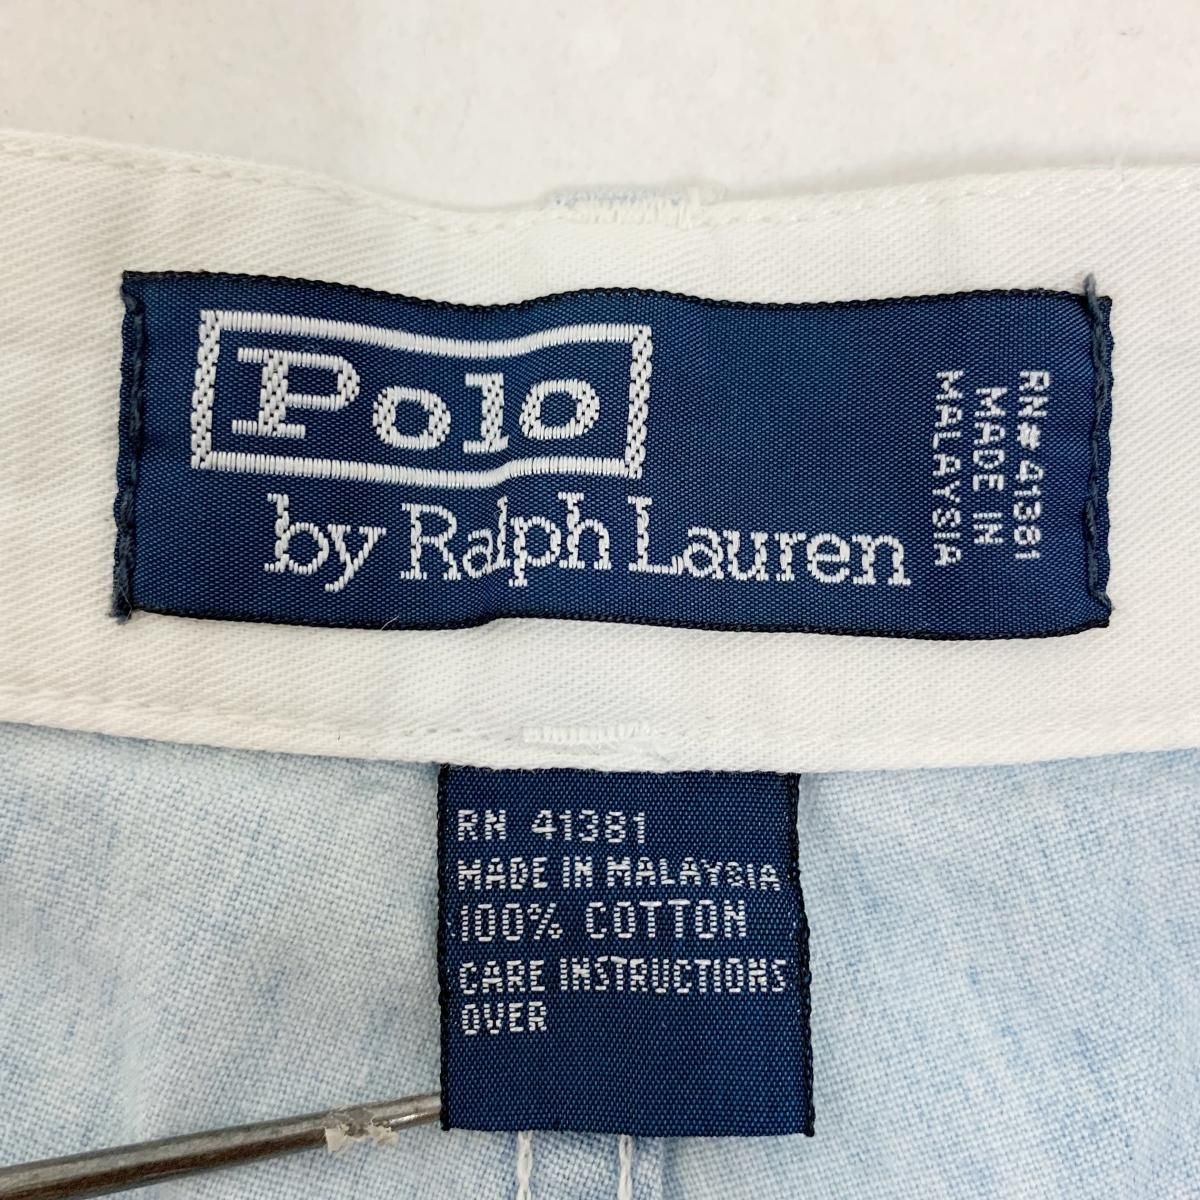 Polo
by Ralph Lauren
RN# 41381
MADE IN
MALAYSIA
RN 41381
MADE IN MALAYSIA
100% COTTON
CARE INSTRUCTIONS
OVER